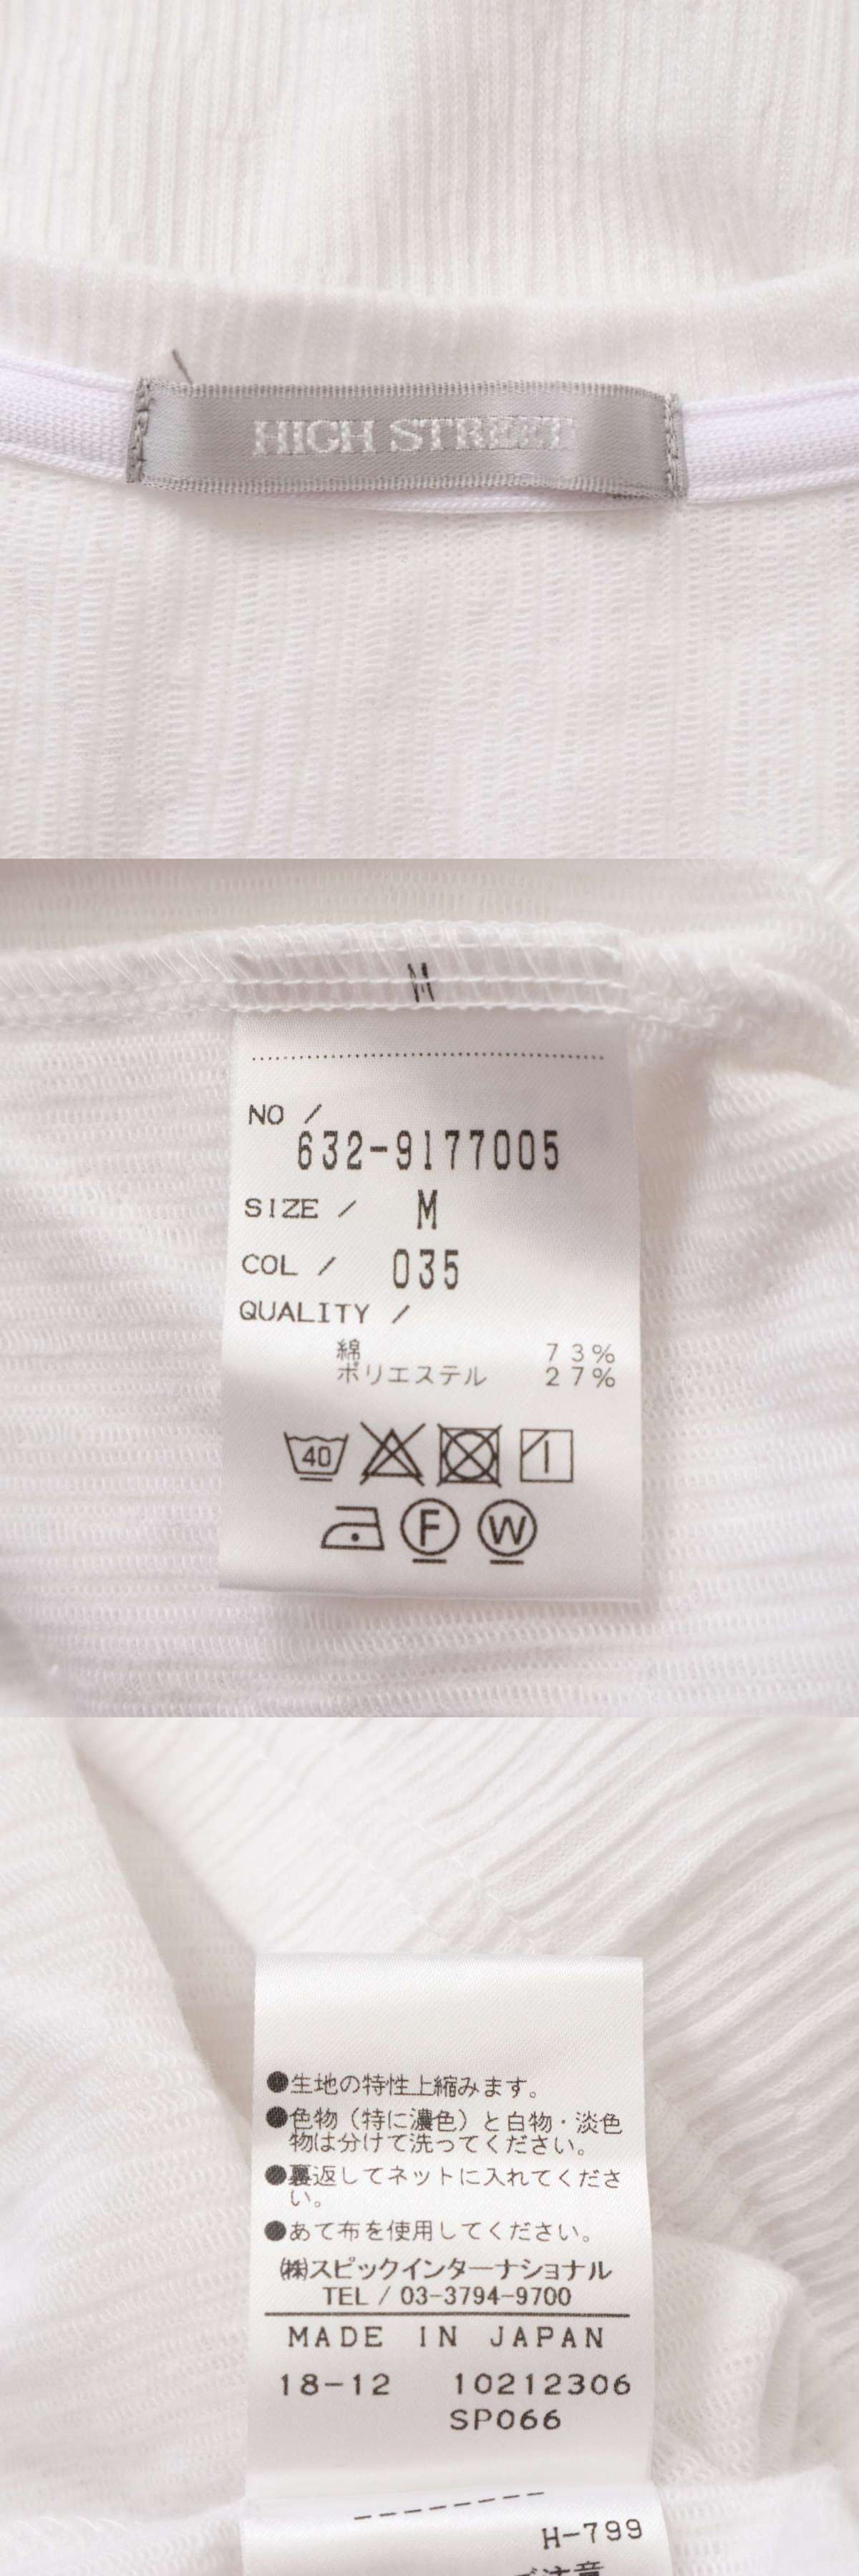 HIGH STREET
M
NO /
632-9177005
SIZE / M
COL / 035
QUALITY /
綿 73%
ポリエステル 27%
40
F W
●生地の特性上縮みます。
●色物（特に濃色）と白物・淡色
物は分けて洗ってください。
●裏返してネットに入れてくださ
い。
●あて布を使用してください。
㈱スピックインターナショナル
TEL / 03-3794-9700
MADE IN JAPAN
18-12 10212306
SP066
H-799
ご注意